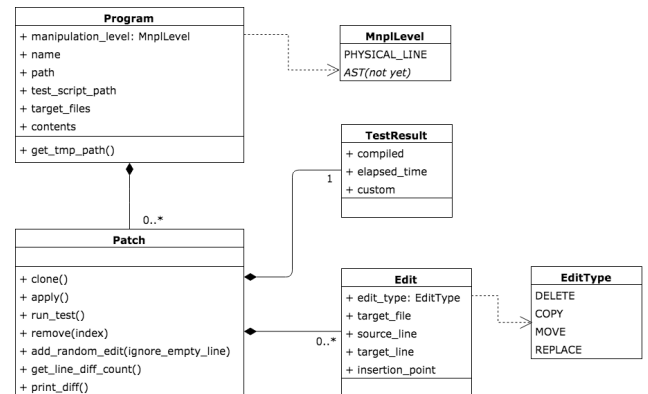 Program
+ manipulation_level: MnplLevel
+ name
+ path
+ test_script_path
+ target_files
+ contents
+ get_tmp_path()
MnplLevel
PHYSICAL_LINE
AST(not yet)
TestResult
+ compiled
+ elapsed_time
+ custom
1
0..*
Patch
+ clone()
+ apply()
+ run_test()
+ remove(index)
+ add_random_edit(ignore_empty_line)
+ get_line_diff_count()
+ print_diff()
0..*
Edit
+ edit_type: EditType
+ target_file
+ source_line
+ target_line
+ insertion_point
EditType
DELETE
COPY
MOVE
REPLACE